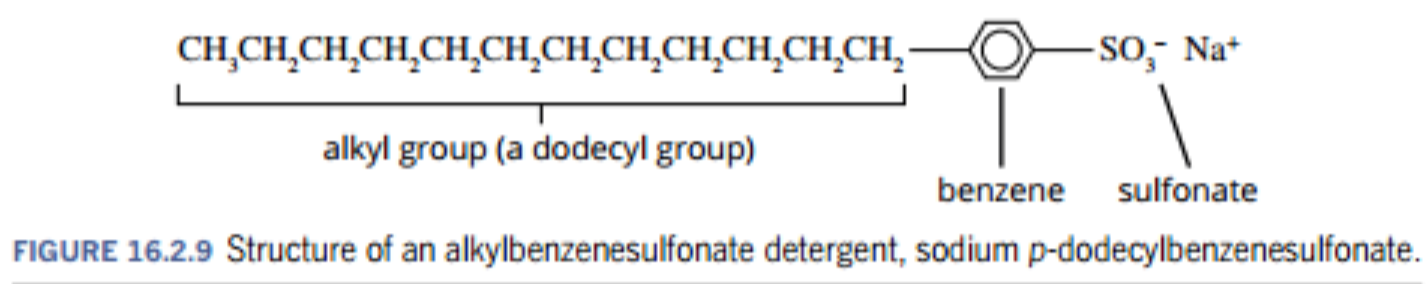 CH₃CH₂CH₂CH₂CH₂CH₂CH₂CH₂CH₂CH₂CH₂CH₂ SO₃⁻ Na⁺
alkyl group (a dodecyl group)
benzene sulfonate
FIGURE 16.2.9 Structure of an alkylbenzenesulfonate detergent, sodium p-dodecylbenzenesulfonate.